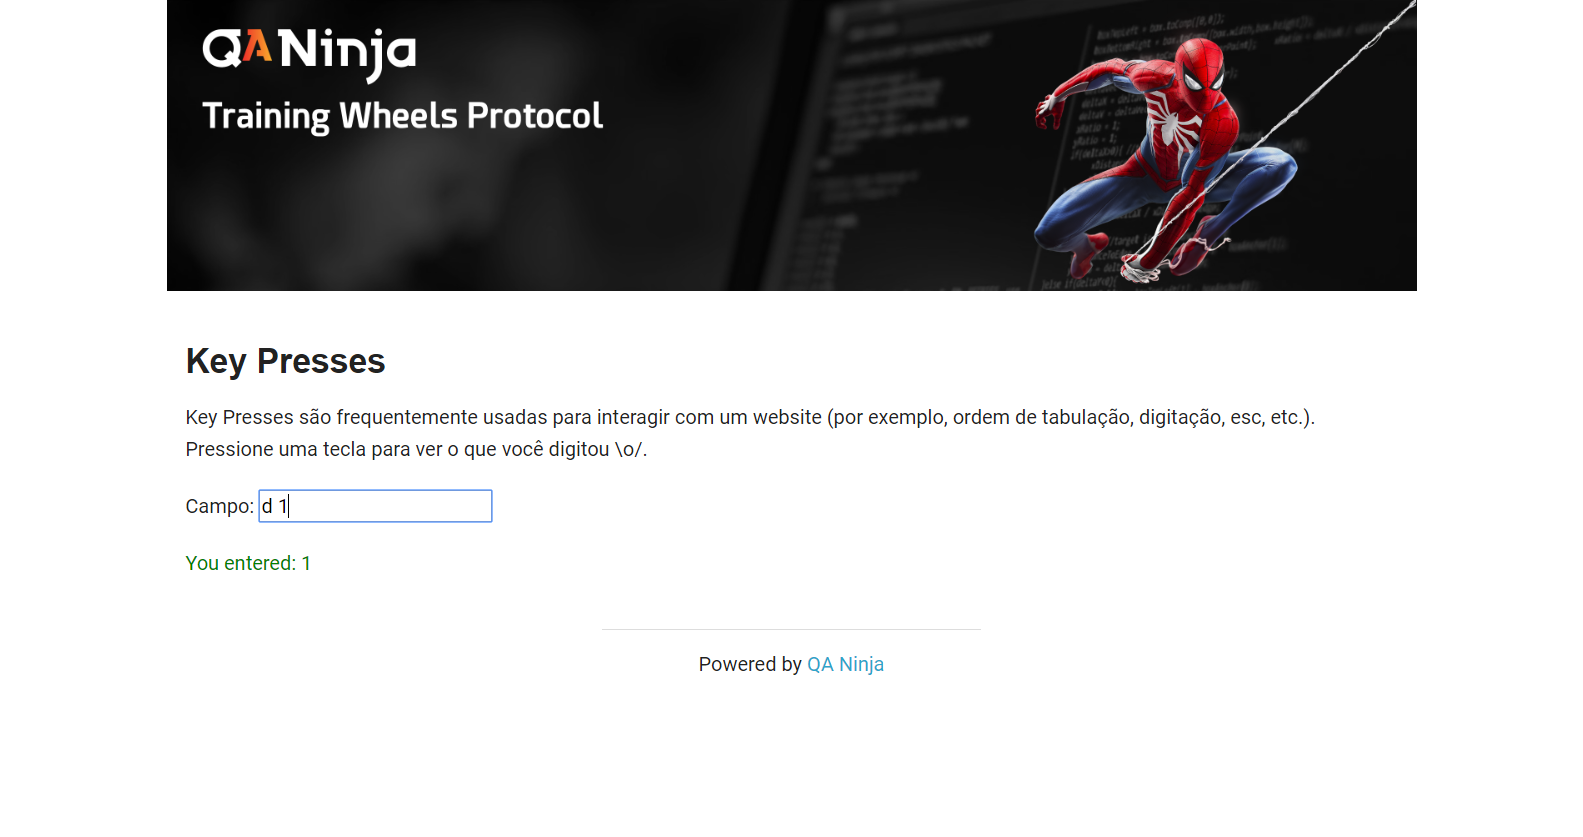 QA Ninja
Training Wheels Protocol
Key Presses
Key Presses são frequentemente usadas para interagir com um website (por exemplo, ordem de tabulação, digitação, esc, etc.).
Pressione uma tecla para ver o que você digitou \o/.
Campo: d 1
You entered: 1
Powered by QA Ninja